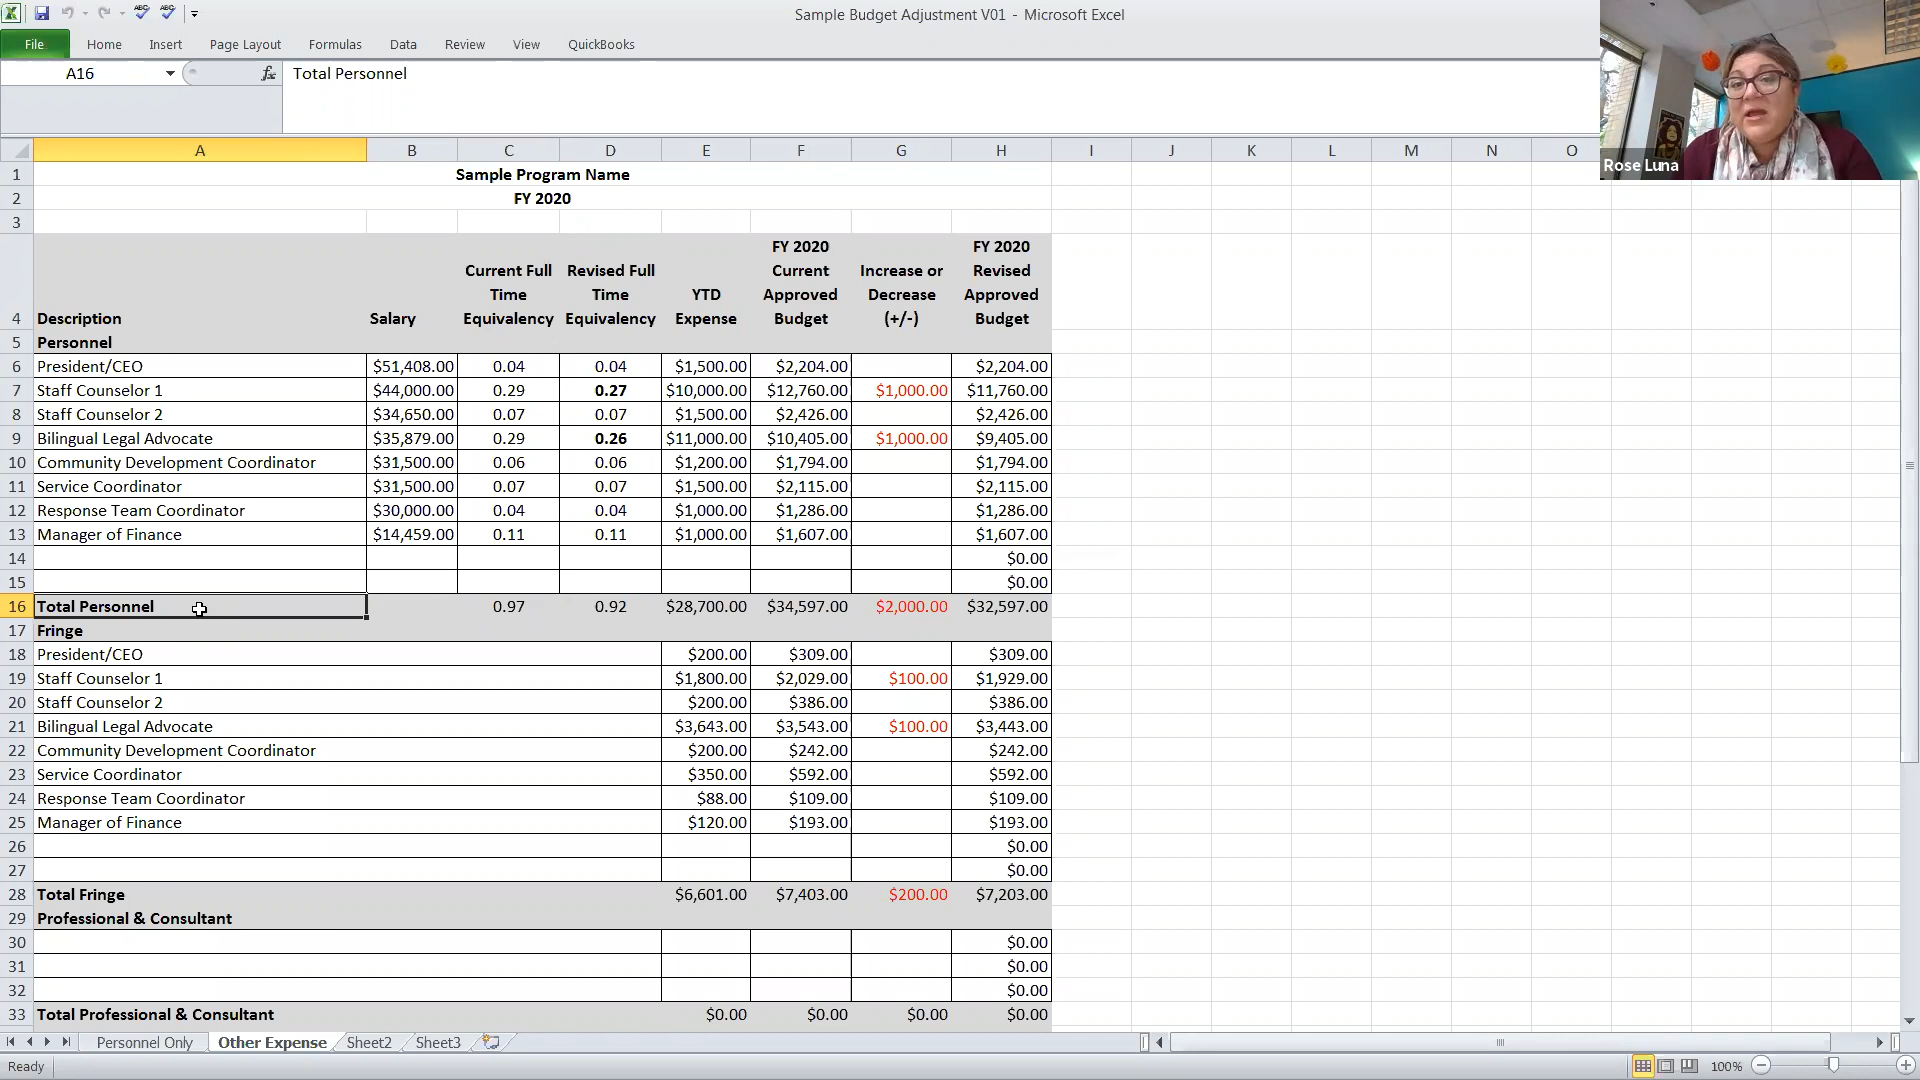 Sample Budget Adjustment V01 - Microsoft Excel
File Home Insert Page Layout Formulas Data Review View QuickBooks
A16 fx Total Personnel
Rose Luna
A B C D E F G H I J K L M N O
1 Sample Program Name
2 FY 2020
3
4 Description Salary Current Full Time Equivalency Revised Full Time Equivalency YTD Expense FY 2020 Current Approved Budget Increase or Decrease (+/-) FY 2020 Revised Approved Budget
5 Personnel
6 President/CEO $51,408.00 0.04 0.04 $1,500.00 $2,204.00 $2,204.00
7 Staff Counselor 1 $44,000.00 0.29 0.27 $10,000.00 $12,760.00 $1,000.00 $11,760.00
8 Staff Counselor 2 $34,650.00 0.07 0.07 $1,500.00 $2,426.00 $2,426.00
9 Bilingual Legal Advocate $35,879.00 0.29 0.26 $11,000.00 $10,405.00 $1,000.00 $9,405.00
10 Community Development Coordinator $31,500.00 0.06 0.06 $1,200.00 $1,794.00 $1,794.00
11 Service Coordinator $31,500.00 0.07 0.07 $1,500.00 $2,115.00 $2,115.00
12 Response Team Coordinator $30,000.00 0.04 0.04 $1,000.00 $1,286.00 $1,286.00
13 Manager of Finance $14,459.00 0.11 0.11 $1,000.00 $1,607.00 $1,607.00
14 $0.00
15 $0.00
16 Total Personnel 0.97 0.92 $28,700.00 $34,597.00 $2,000.00 $32,597.00
17 Fringe
18 President/CEO $200.00 $309.00 $309.00
19 Staff Counselor 1 $1,800.00 $2,029.00 $100.00 $1,929.00
20 Staff Counselor 2 $200.00 $386.00 $386.00
21 Bilingual Legal Advocate $3,643.00 $3,543.00 $100.00 $3,443.00
22 Community Development Coordinator $200.00 $242.00 $242.00
23 Service Coordinator $350.00 $592.00 $592.00
24 Response Team Coordinator $88.00 $109.00 $109.00
25 Manager of Finance $120.00 $193.00 $193.00
26 $0.00
27 $0.00
28 Total Fringe $6,601.00 $7,403.00 $200.00 $7,203.00
29 Professional & Consultant
30 $0.00
31 $0.00
32 $0.00
33 Total Professional & Consultant $0.00 $0.00 $0.00 $0.00
Personnel Only Other Expense Sheet2 Sheet3
Ready 100%